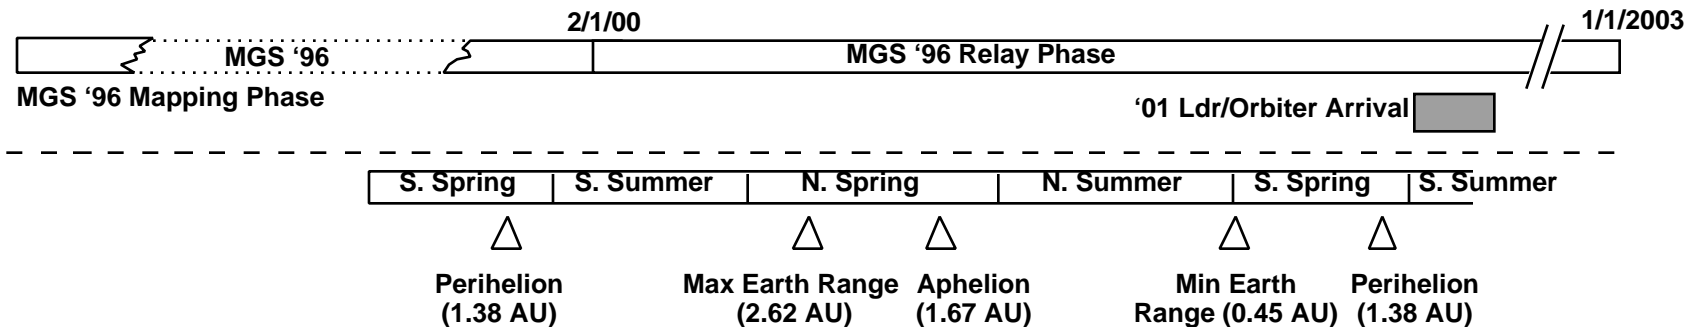 2/1/00
1/1/2003
MGS ‘96
MGS ‘96 Relay Phase
MGS ‘96 Mapping Phase
‘01 Ldr/Orbiter Arrival
S. Spring
S. Summer
N. Spring
N. Summer
S. Spring
S. Summer
Perihelion
(1.38 AU)
Max Earth Range
(2.62 AU)
Aphelion
(1.67 AU)
Min Earth
Range (0.45 AU)
Perihelion
(1.38 AU)